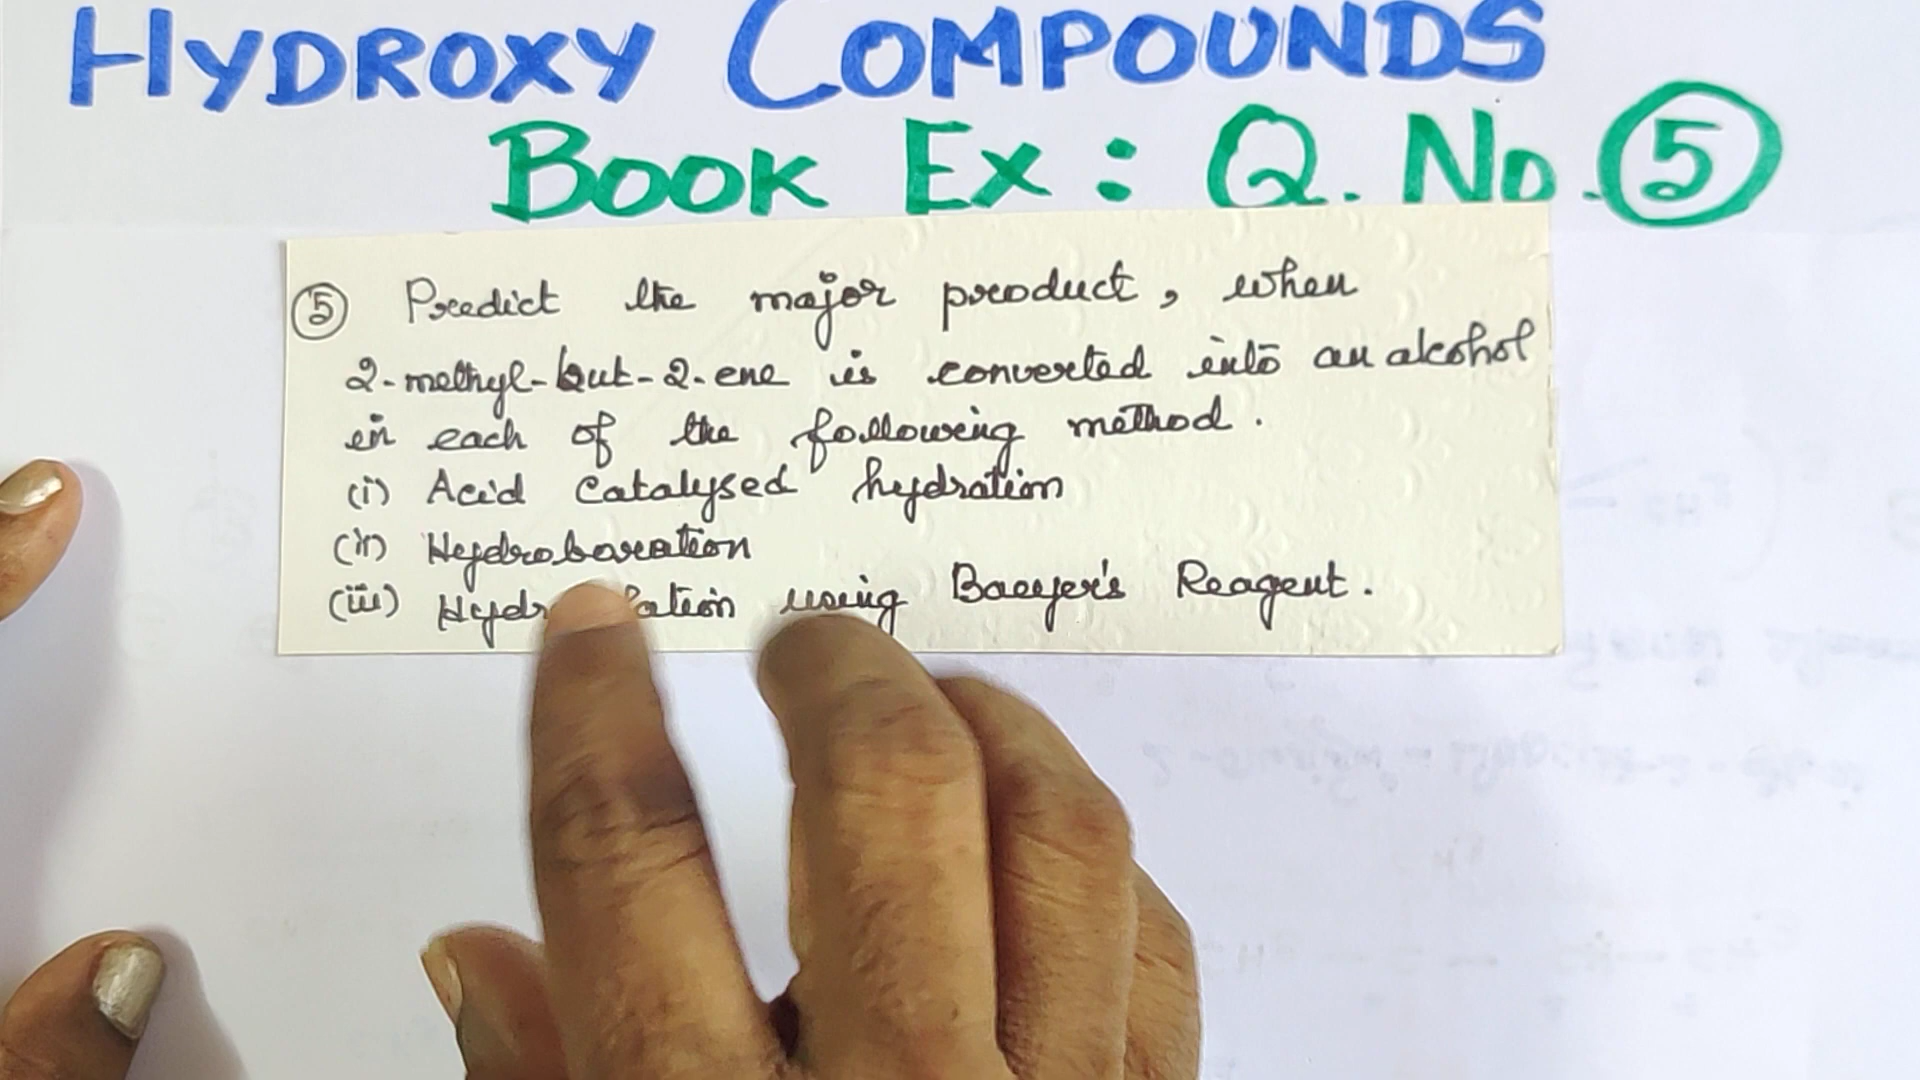 HYDROXY COMPOUNDS
BOOK EX: Q. NO. 5
5 Predict the major product, when
2-methyl-but-2-ene is converted into an alcohol
in each of the following method.
(i) Acid Catalysed hydration
(ii) Hydroboration
(iii) using Baeyer's Reagent.